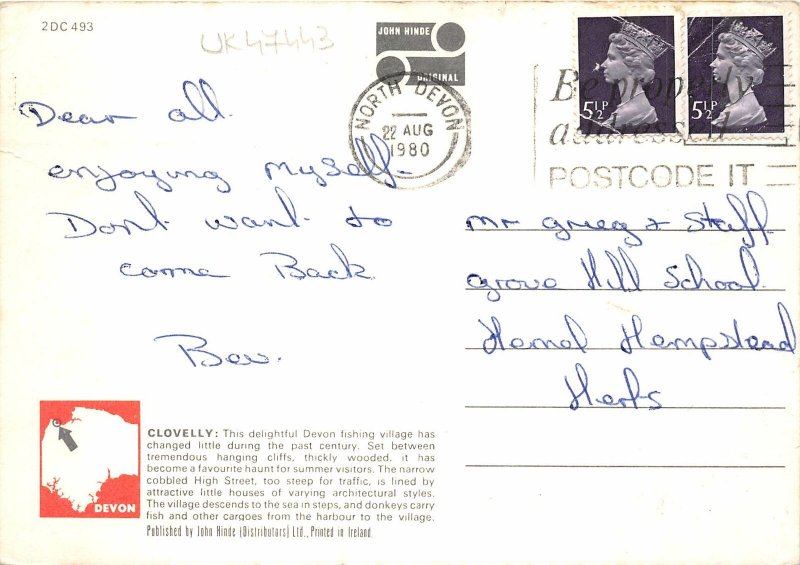 2DC 493
UK47443
JOHN HINDE
ORIGINAL
NORTH DEVON
22 AUG
1980
5½P
5½P
Be properly
addressed
POSTCODE IT
Dear all.
enjoying myself.
Dont want to
come Back
Bev.
mr grieg & Staff.
grove Hill School.
Hemel Hempstead
Herts
DEVON
CLOVELLY: This delightful Devon fishing village has
changed little during the past century. Set between
tremendous hanging cliffs, thickly wooded, it has
become a favourite haunt for summer visitors. The narrow
cobbled High Street, too steep for traffic, is lined by
attractive little houses of varying architectural styles.
The village descends to the sea in steps, and donkeys carry
fish and other cargoes from the harbour to the village.
Published by John Hinde (Distributors) Ltd., Printed in Ireland.